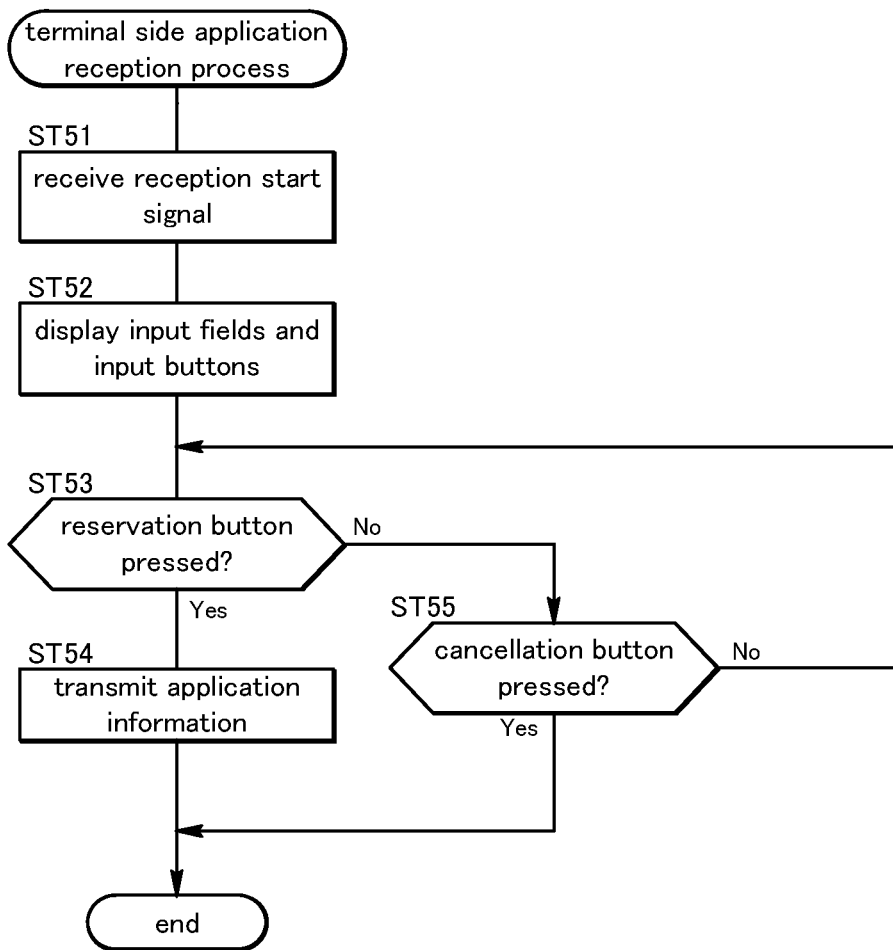 terminal side application
reception process
ST51
receive reception start
signal
ST52
display input fields and
input buttons
ST53
reservation button
pressed?
No
Yes
ST55
cancellation button
pressed?
No
Yes
ST54
transmit application
information
end